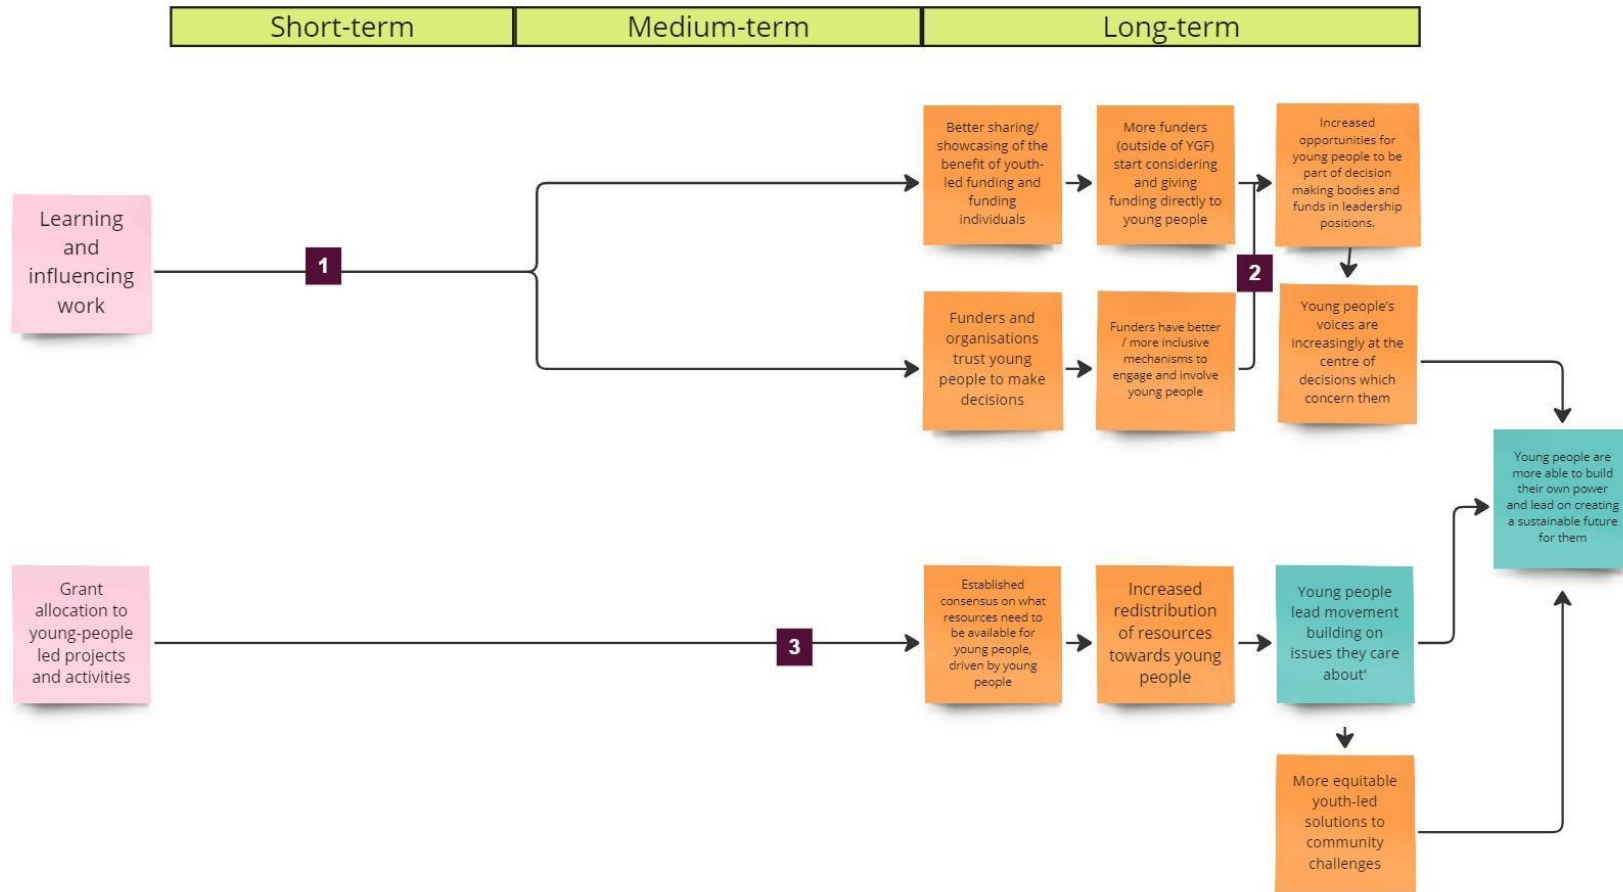 Short-term
Medium-term
Long-term
Learning
and
influencing
work
1
Better sharing/
showcasing of the
benefit of youth-
led funding and
funding
individuals
More funders
(outside of YGF)
start considering
and giving
funding directly to
young people
Increased
opportunities for
young people to be
part of decision
making bodies and
funds in leadership
positions.
2
Funders and
organisations
trust young
people to make
decisions
Funders have better
/ more inclusive
mechanisms to
engage and involve
young people
Young people's
voices are
increasingly at the
centre of
decisions which
concern them
Young people are
more able to build
their own power
and lead on creating
a sustainable future
for them
Grant
allocation to
young-people
led projects
and activities
3
Established
consensus on what
resources need to
be available for
young people,
driven by young
people
Increased
redistribution
of resources
towards young
people
Young people
lead movement
building on
issues they care
about'
More equitable
youth-led
solutions to
community
challenges